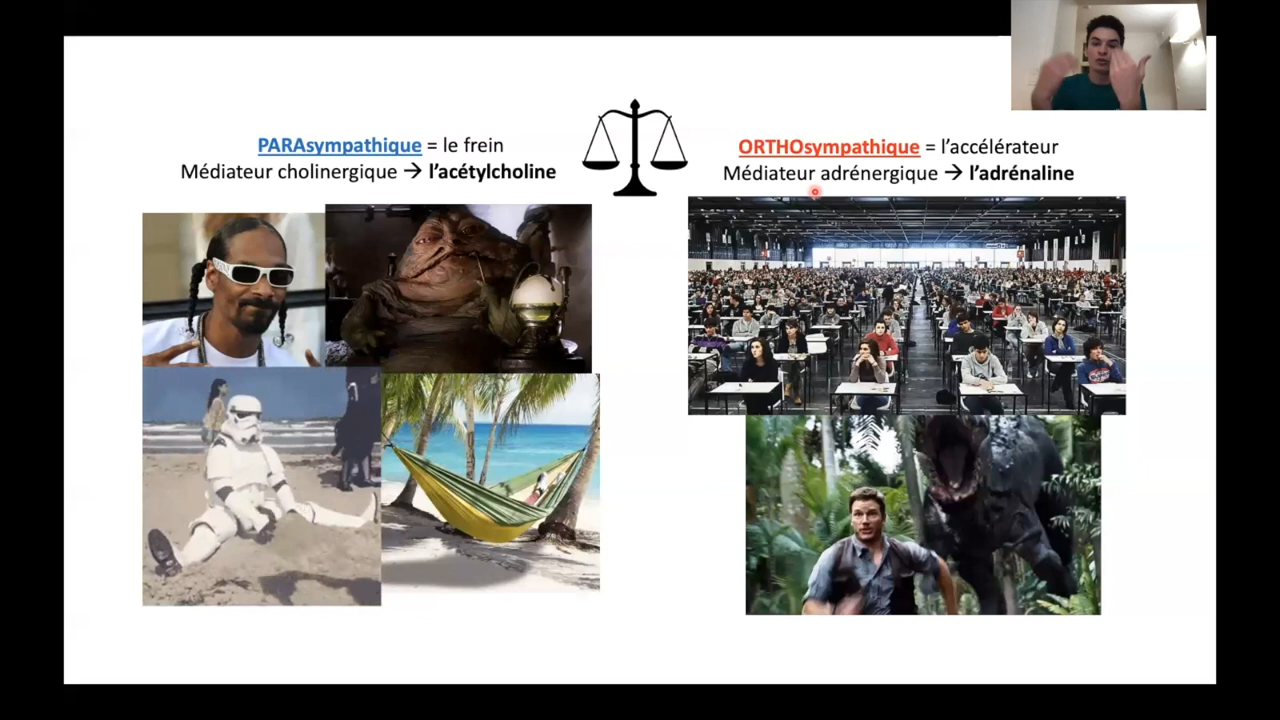 PARAsympathique = le frein
Médiateur cholinergique → l'acétylcholine
ORTHOsympathique = l'accélérateur
Médiateur adrénergique → l'adrénaline